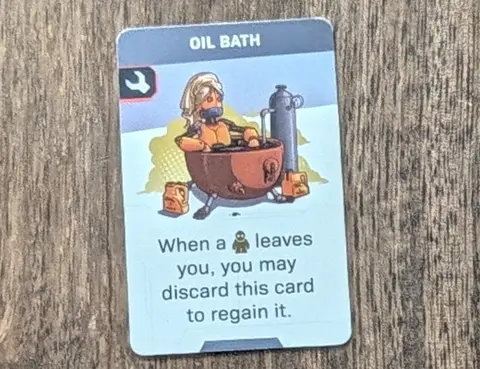 OIL BATH
When a leaves
you, you may
discard this card
to regain it.